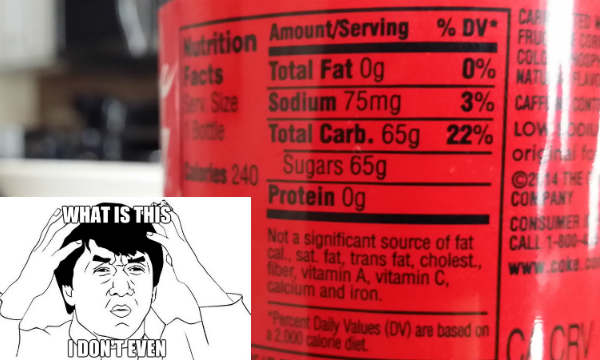 Nutrition
Facts
Serv Size
1 Bottle
Calories 240
Amount/Serving % DV*
Total Fat 0g 0%
Sodium 75mg 3%
Total Carb. 65g 22%
Sugars 65g
Protein 0g
Not a significant source of fat
cal., sat. fat, trans fat, cholest.,
fiber, vitamin A, vitamin C,
calcium and iron.
*Percent Daily Values (DV) are based on
a 2,000 calorie diet.
LOW
COMPANY
CONSUMER
CALL 1-800-
www.coke.co
WHAT IS THIS
I DON'T EVEN